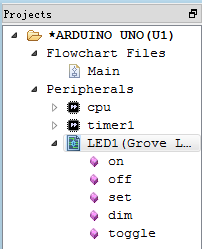 Projects
*ARDUINO UNO(U1)
Flowchart Files
Main
Peripherals
cpu
timer1
LED1(Grove L...
on
off
set
dim
toggle